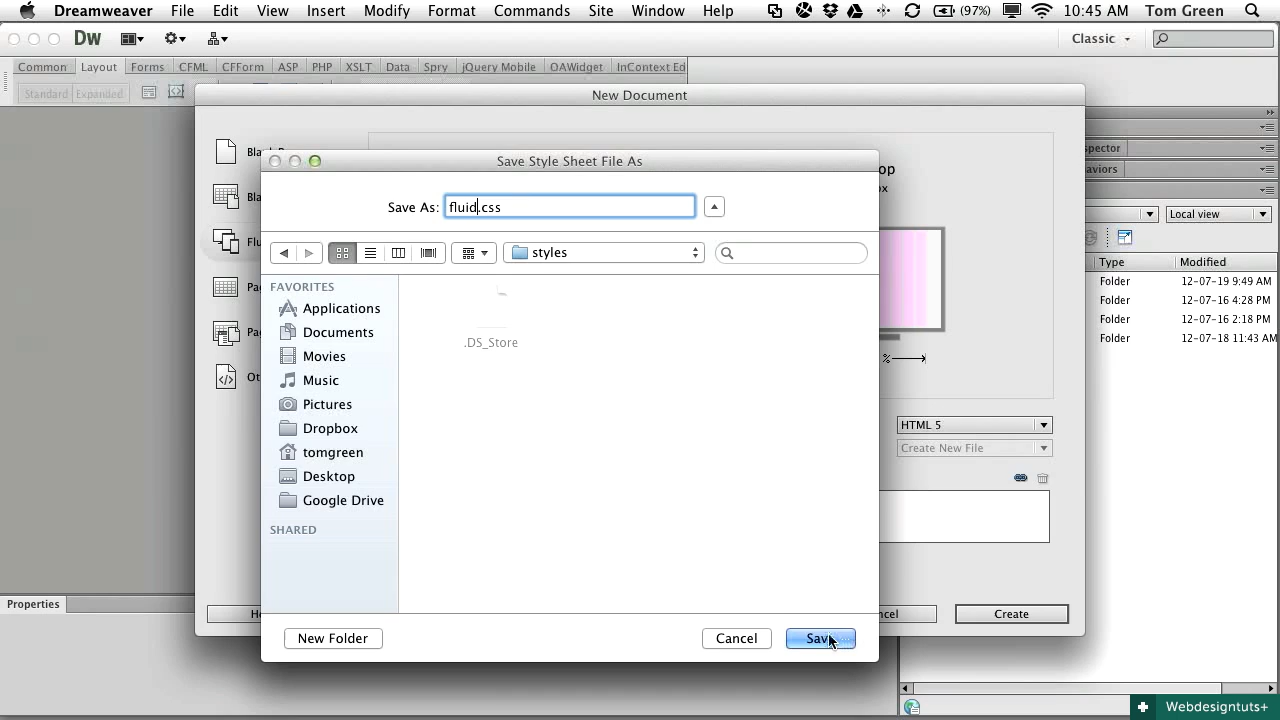 Dreamweaver File Edit View Insert Modify Format Commands Site Window Help (97%) 10:45 AM Tom Green
Dw Classic
Common Layout Forms CFML CFForm ASP PHP XSLT Data Spry jQuery Mobile OAWidget InContext Ed
Standard Expanded
New Document
Save Style Sheet File As
Save As: fluid.css
styles
FAVORITES
Applications
Documents
Movies
Music
Pictures
Dropbox
tomgreen
Desktop
Google Drive
SHARED
.DS_Store
New Folder Cancel Save
%
HTML 5
Create New File
Create
Local view
Type Modified
Folder 12-07-19 9:49 AM
Folder 12-07-16 4:28 PM
Folder 12-07-16 2:18 PM
Folder 12-07-18 11:43 AM
Properties
Webdesigntuts+